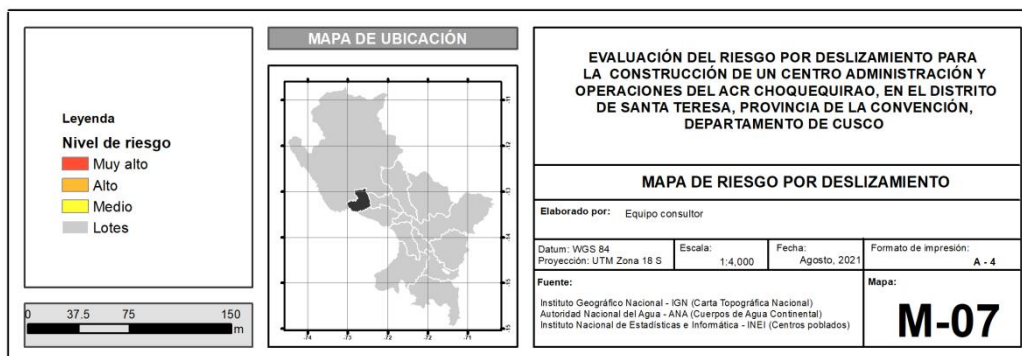 Leyenda
Nivel de riesgo
Muy alto
Alto
Medio
Lotes
0 37.5 75 150
m
MAPA DE UBICACIÓN
-74 -73 -72 -72 -71
EVALUACIÓN DEL RIESGO POR DESLIZAMIENTO PARA
LA CONSTRUCCIÓN DE UN CENTRO ADMINISTRACIÓN Y
OPERACIONES DEL ACR CHOQUEQUIRAO, EN EL DISTRITO
DE SANTA TERESA, PROVINCIA DE LA CONVENCIÓN,
DEPARTAMENTO DE CUSCO
MAPA DE RIESGO POR DESLIZAMIENTO
Elaborado por: Equipo consultor
Datum: WGS 84
Proyección: UTM Zona 18 S
Escala:
1:4,000
Fecha:
Agosto, 2021
Formato de impresión:
A - 4
Fuente:
Instituto Geográfico Nacional - IGN (Carta Topográfica Nacional)
Autoridad Nacional del Agua - ANA (Cuerpos de Agua Continental)
Instituto Nacional de Estadísticas e Informática - INEI (Centros poblados)
Mapa:
M-07